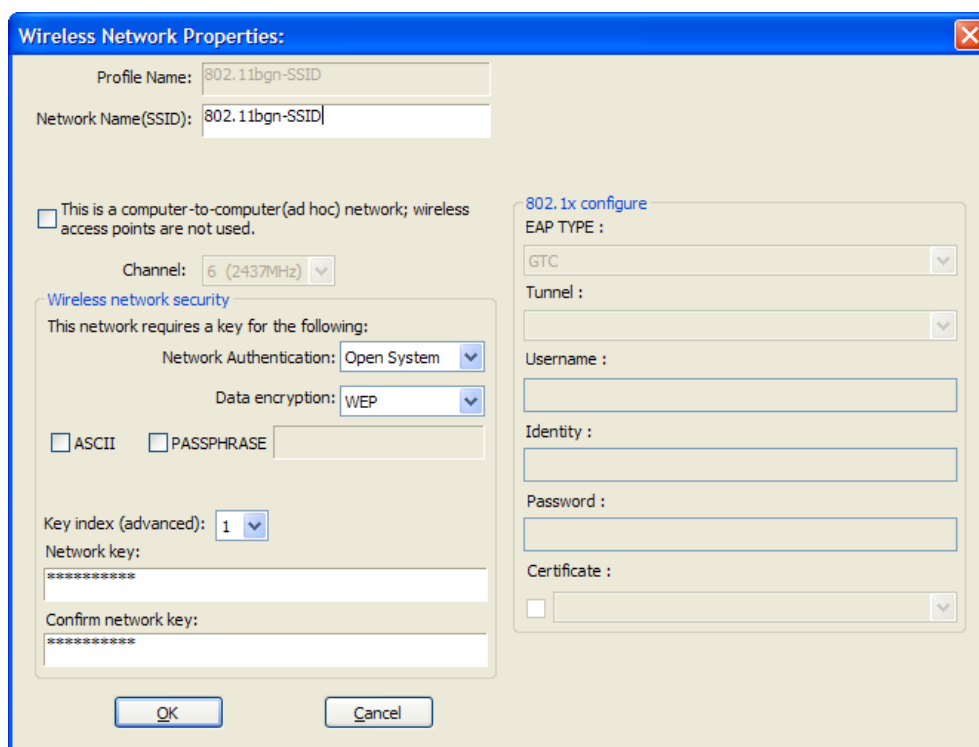 Wireless Network Properties:
Profile Name: 802.11bgn-SSID
Network Name(SSID): 802.11bgn-SSID
This is a computer-to-computer(ad hoc) network; wireless
access points are not used.
Channel: 6 (2437MHz)
Wireless network security
This network requires a key for the following:
Network Authentication: Open System
Data encryption: WEP
ASCII PASSPHRASE
Key index (advanced): 1
Network key:
**********
Confirm network key:
**********
OK Cancel
802.1x configure
EAP TYPE :
GTC
Tunnel :
Username :
Identity :
Password :
Certificate :